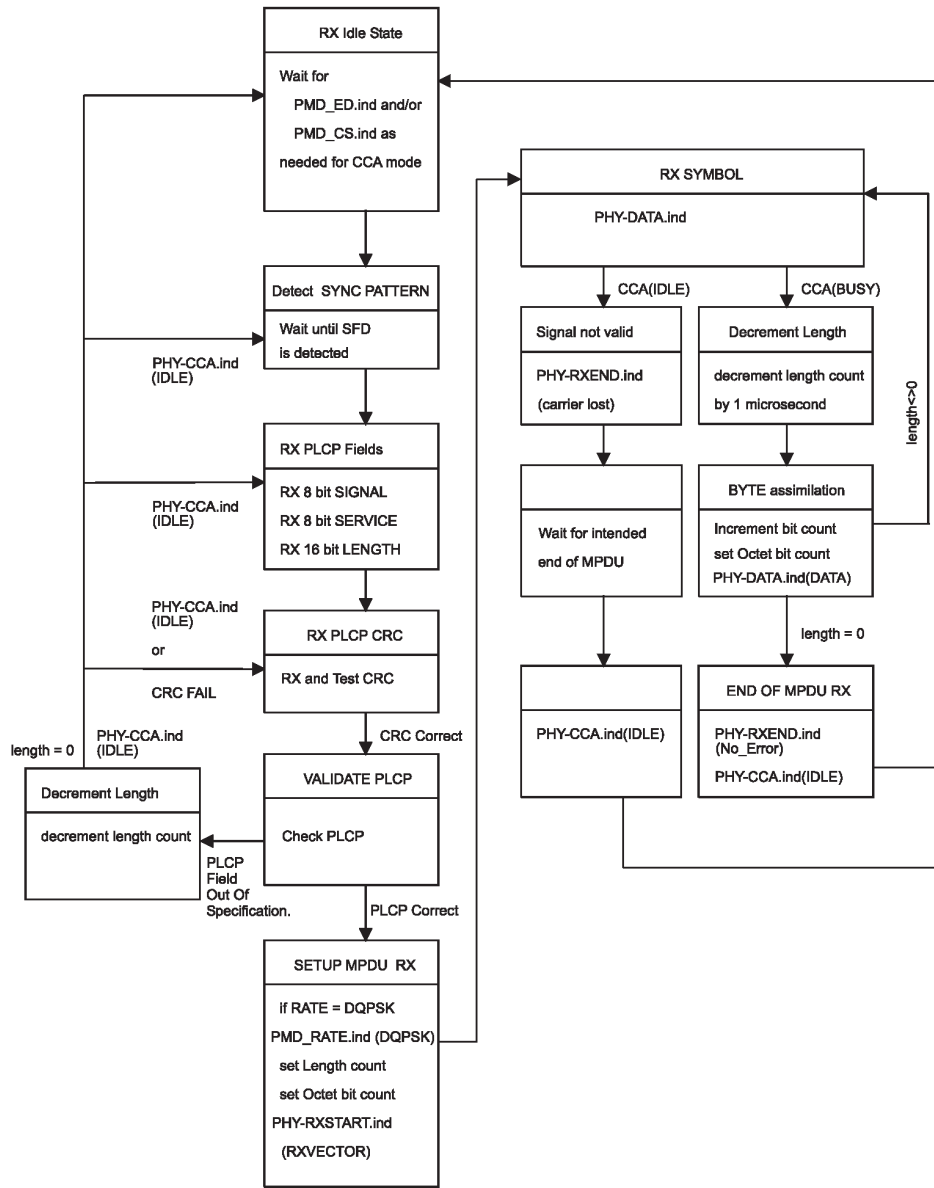 RX Idle State
Wait for
PMD_ED.ind and/or
PMD_CS.ind as
needed for CCA mode
Detect SYNC PATTERN
Wait until SFD
is detected
PHY-CCA.ind
(IDLE)
RX PLCP Fields
RX 8 bit SIGNAL
RX 8 bit SERVICE
RX 16 bit LENGTH
PHY-CCA.ind
(IDLE)
PHY-CCA.ind
(IDLE)
or
CRC FAIL
RX PLCP CRC
RX and Test CRC
CRC Correct
length = 0
PHY-CCA.ind
(IDLE)
Decrement Length
decrement length count
VALIDATE PLCP
Check PLCP
PLCP
Field
Out Of
Specification.
PLCP Correct
SETUP MPDU RX
if RATE = DQPSK
PMD_RATE.ind (DQPSK)
set Length count
set Octet bit count
PHY-RXSTART.ind
(RXVECTOR)
RX SYMBOL
PHY-DATA.ind
CCA(IDLE)
CCA(BUSY)
Signal not valid
PHY-RXEND.ind
(carrier lost)
Decrement Length
decrement length count
by 1 microsecond
length<>0
Wait for intended
end of MPDU
BYTE assimilation
Increment bit count
set Octet bit count
PHY-DATA.ind(DATA)
length = 0
PHY-CCA.ind(IDLE)
END OF MPDU RX
PHY-RXEND.ind
(No_Error)
PHY-CCA.ind(IDLE)